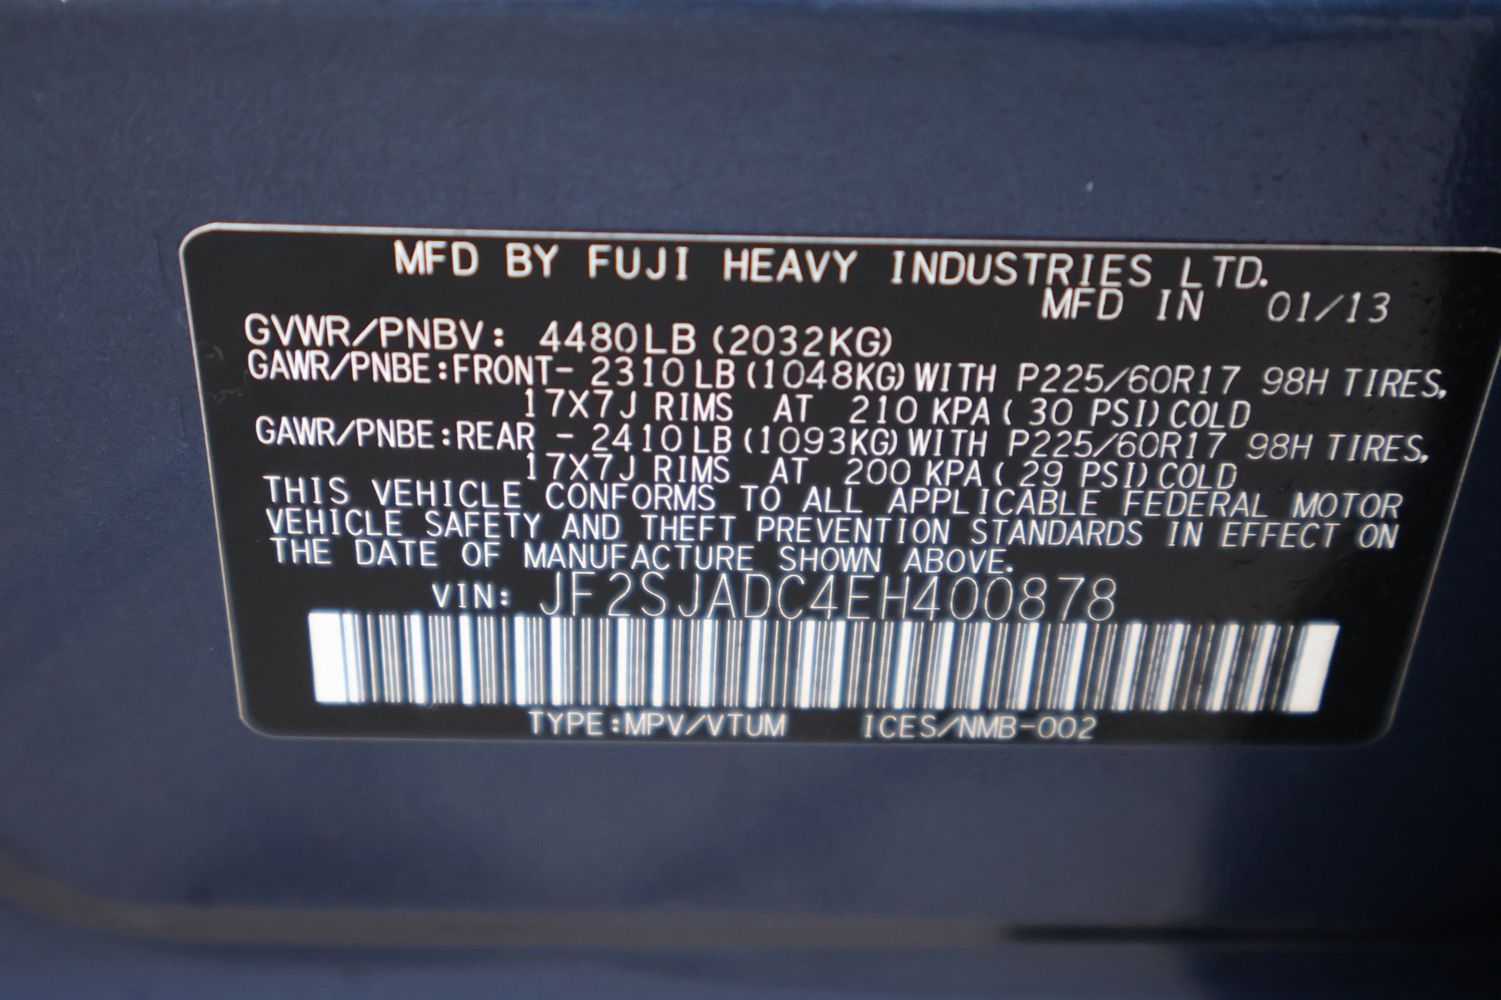 MFD BY FUJI HEAVY INDUSTRIES LTD.
MFD IN 01/13
GVWR/PNBV: 4480LB (2032KG)
GAWR/PNBE:FRONT- 2310LB (1048KG) WITH P225/60R17 98H TIRES,
17X7J RIMS AT 210 KPA ( 30 PSI) COLD
GAWR/PNBE:REAR - 2410LB (1093KG) WITH P225/60R17 98H TIRES,
17X7J RIMS AT 200 KPA ( 29 PSI) COLD
THIS VEHICLE CONFORMS TO ALL APPLICABLE FEDERAL MOTOR
VEHICLE SAFETY AND THEFT PREVENTION STANDARDS IN EFFECT ON
THE DATE OF MANUFACTURE SHOWN ABOVE.
VIN: JF2SJADC4EH400878
TYPE:MPV/VTUM ICES/NMB-002